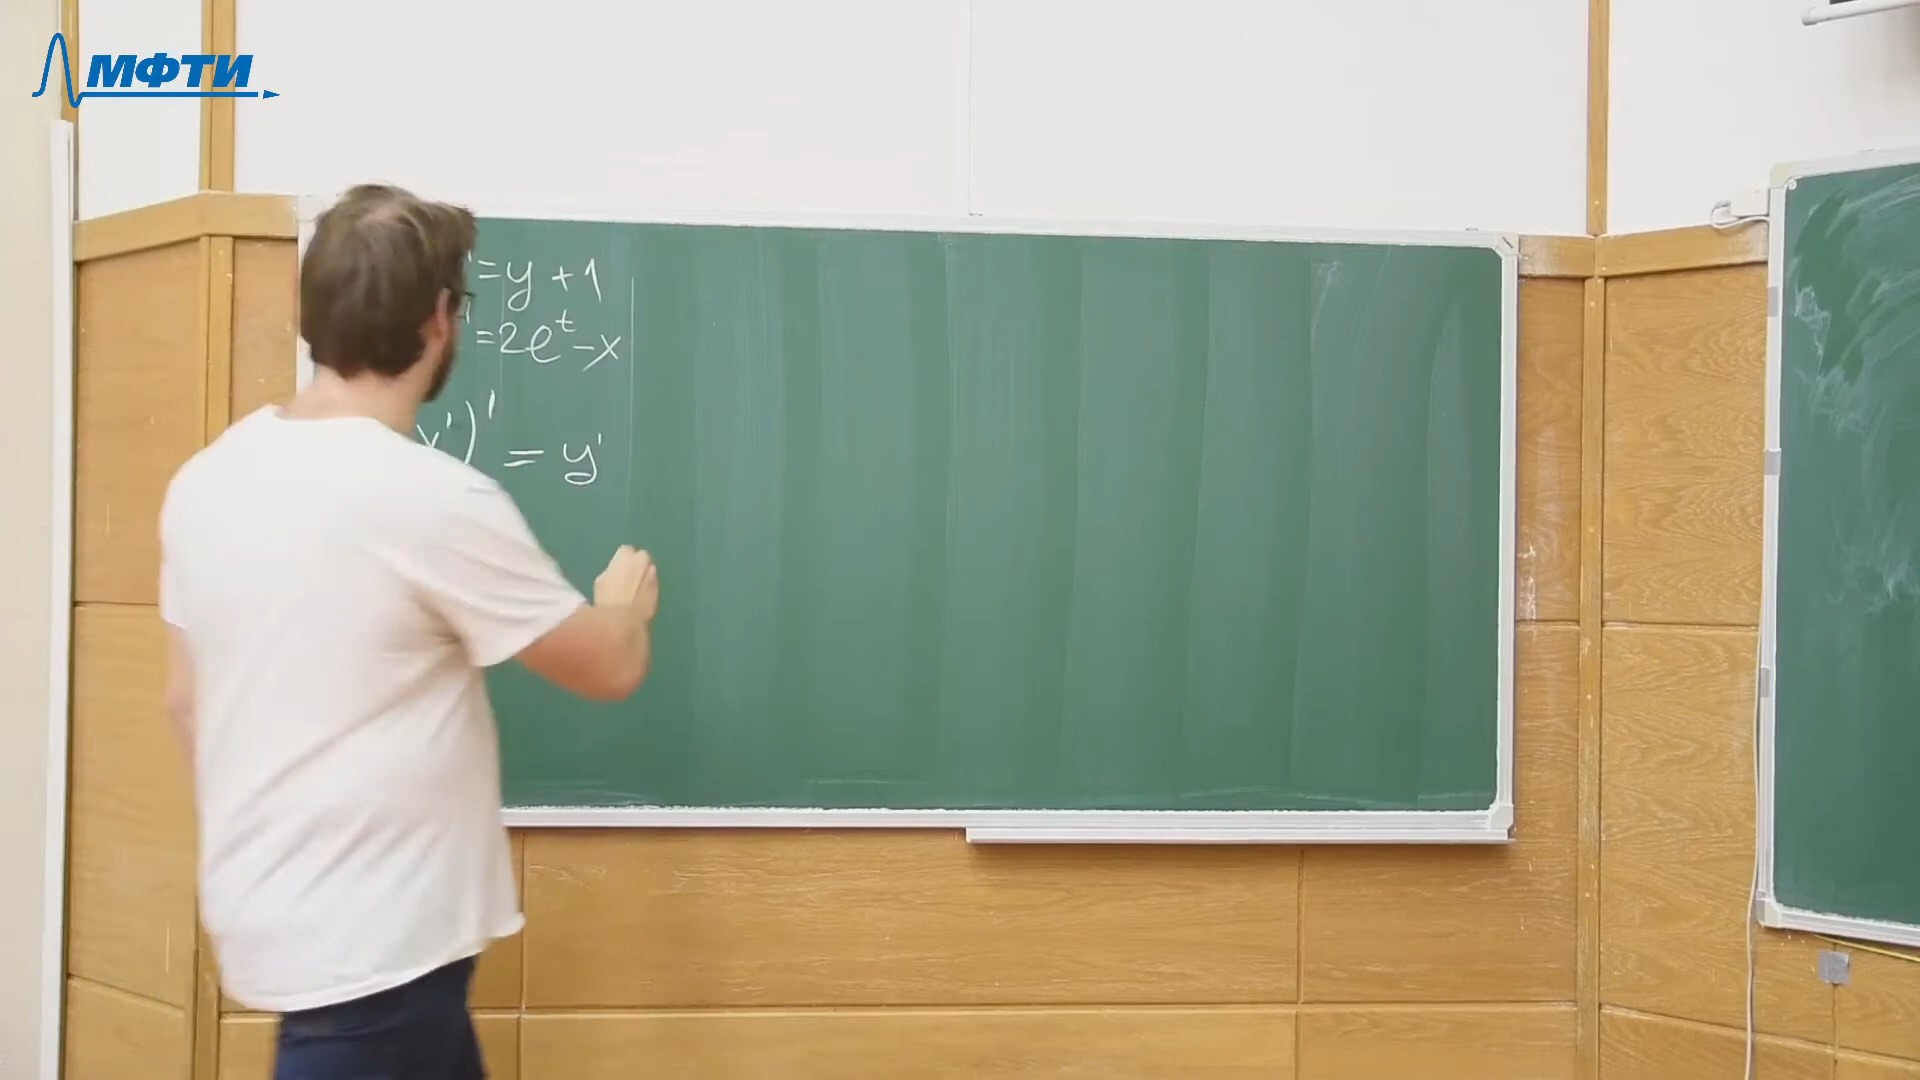 МФТИ
'=y+1
'=2e^t-x
x')' = y'